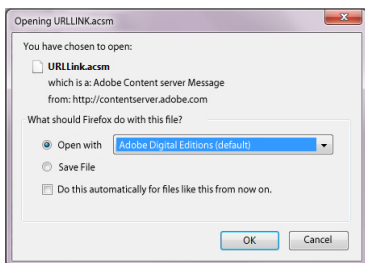 Opening URLLINK.acsm
You have chosen to open:
URLLink.acsm
which is a: Adobe Content server Message
from: http://contentserver.adobe.com
What should Firefox do with this file?
Open with
Adobe Digital Editions (default)
Save File
Do this automatically for files like this from now on.
OK
Cancel